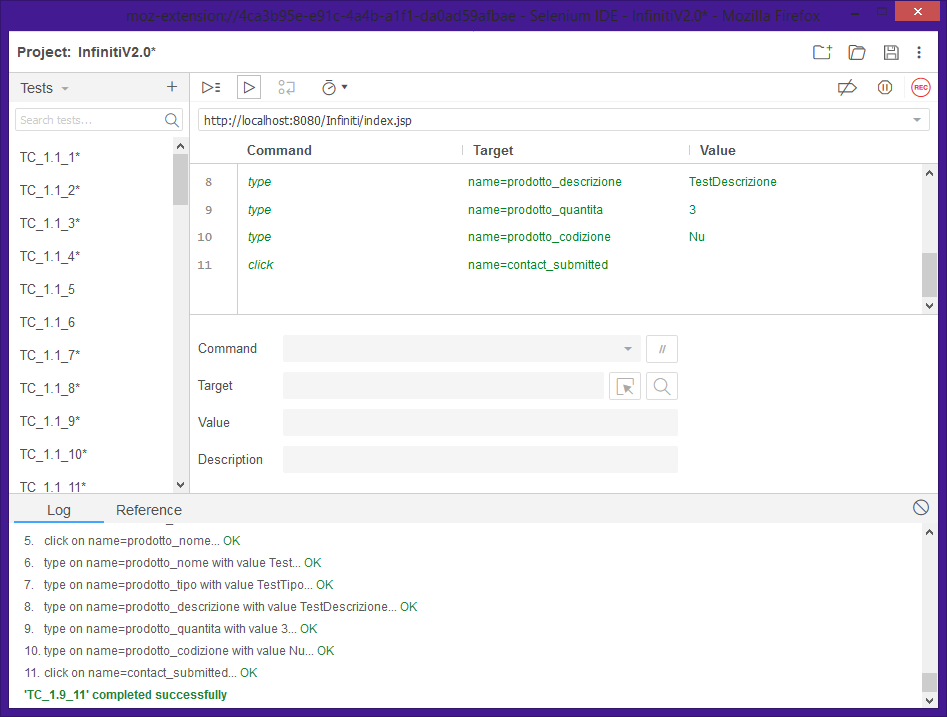 moz-extension://4ca3b95e-e91c-4a4b-a1f1-da0ad59afbae - Selenium IDE - InfinitiV2.0* - Mozilla Firefox
Project: InfinitiV2.0*
Tests
REC
Search tests...
http://localhost:8080/Infiniti/index.jsp
Command Target Value
TC_1.1_1*
TC_1.1_2*
TC_1.1_3*
TC_1.1_4*
TC_1.1_5
TC_1.1_6
TC_1.1_7*
TC_1.1_8*
TC_1.1_9*
TC_1.1_10*
TC_1.1_11*
8 type name=prodotto_descrizione TestDescrizione
9 type name=prodotto_quantita 3
10 type name=prodotto_codizione Nu
11 click name=contact_submitted
Command //
Target
Value
Description
Log Reference
5. click on name=prodotto_nome... OK
6. type on name=prodotto_nome with value Test... OK
7. type on name=prodotto_tipo with value TestTipo... OK
8. type on name=prodotto_descrizione with value TestDescrizione... OK
9. type on name=prodotto_quantita with value 3... OK
10. type on name=prodotto_codizione with value Nu... OK
11. click on name=contact_submitted... OK
'TC_1.9_11' completed successfully